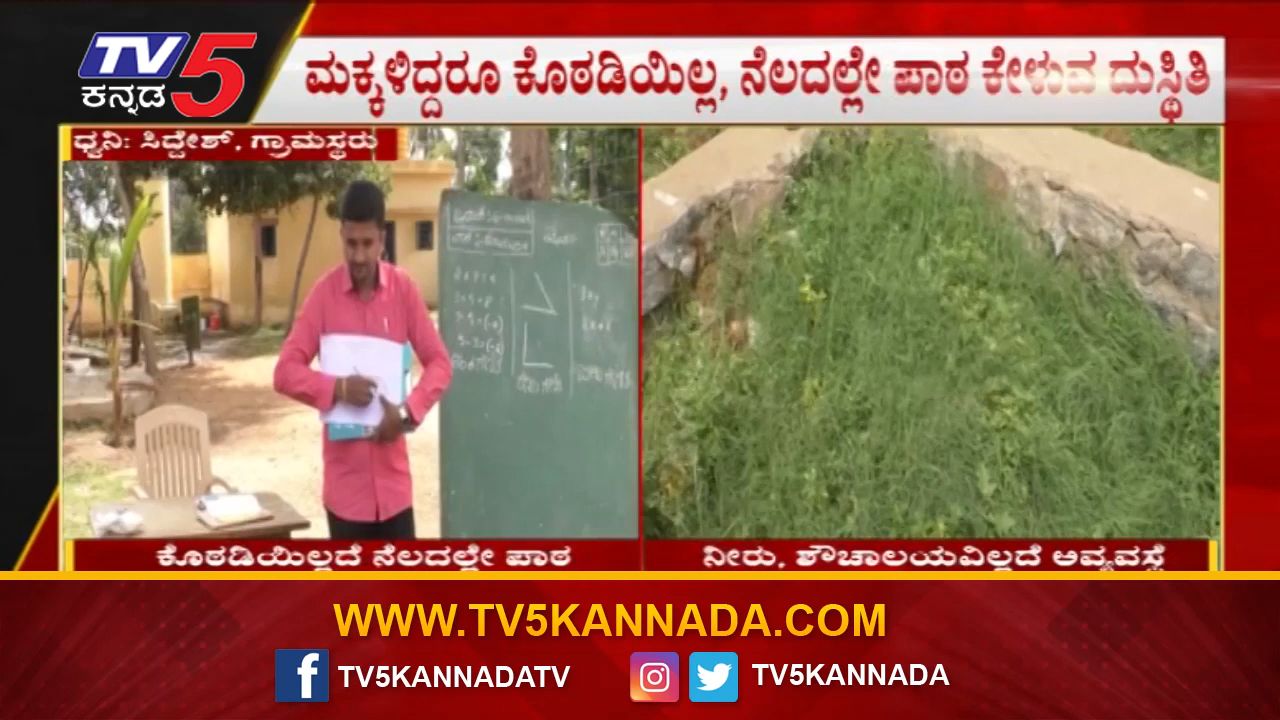 TV5
ಕನ್ನಡ
ಮಕ್ಕಳಿದ್ದರೂ ಕೊಠಡಿಯಿಲ್ಲ, ನೆಲದಲ್ಲೇ ಪಾಠ ಕೇಳುವ ದುಸ್ಥಿತಿ
ಧ್ವನಿ: ಸಿದ್ದೇಶ್, ಗ್ರಾಮಸ್ಥರು
ಕೊಠಡಿಯಿಲ್ಲದೆ ನೆಲದಲ್ಲೇ ಪಾಠ
ನೀರು, ಶೌಚಾಲಯವಿಲ್ಲದೆ ಅವ್ಯವಸ್ಥೆ
WWW.TV5KANNADA.COM
TV5KANNADATV
TV5KANNADA